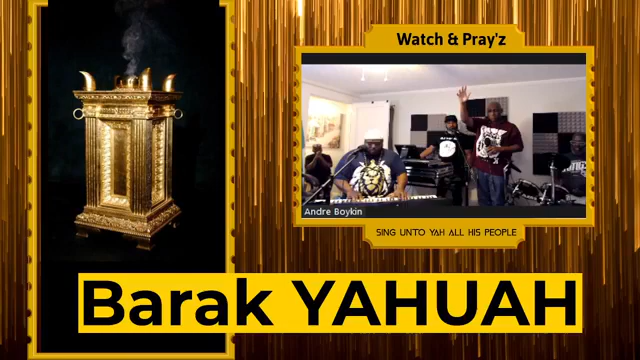 Watch & Pray'z
Andre Boykin
SING UNTO YAH ALL HIS PEOPLE
Barak YAHUAH